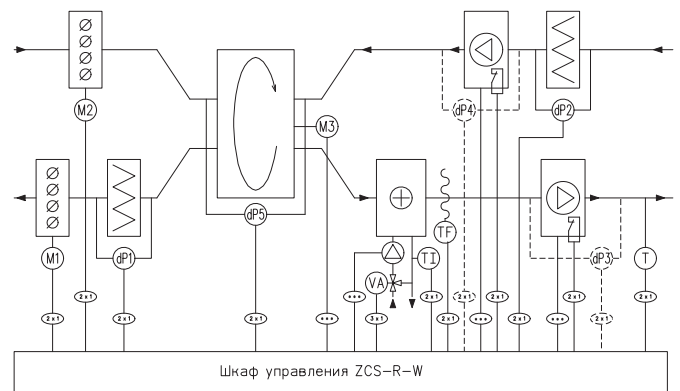 M2
dP4
dP2
M3
dP5
TF
M1
dP1
VA
TI
dP3
T
2x1
2x1
2x1
2x1
•••
•••
3x1
2x1
2x1
2x1
•••
2x1
2x1
•••
2x1
2x1
2x1
Шкаф управления ZCS-R-W